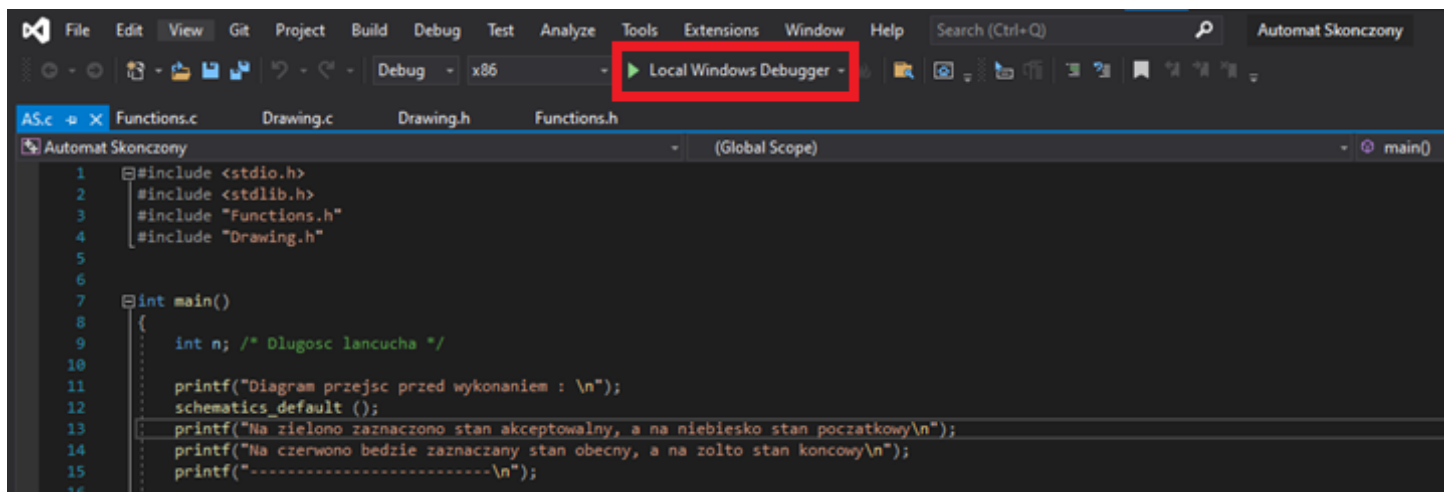 File Edit View Git Project Build Debug Test Analyze Tools Extensions Window Help Search (Ctrl+Q) Automat Skonczony
Debug x86 Local Windows Debugger
AS.c Functions.c Drawing.c Drawing.h Functions.h
Automat Skonczony (Global Scope) main()
1 #include <stdio.h>
2 #include <stdlib.h>
3 #include "Functions.h"
4 #include "Drawing.h"
5
6
7 int main()
8 {
9 int n; /* Dlugosc lancucha */
10
11 printf("Diagram przejsc przed wykonaniem : \n");
12 schematics_default ();
13 printf("Na zielono zaznaczono stan akceptowalny, a na niebiesko stan poczatkowy\n");
14 printf("Na czerwono bedzie zaznaczany stan obecny, a na zolto stan koncowy\n");
15 printf("--------------------------\n");
16